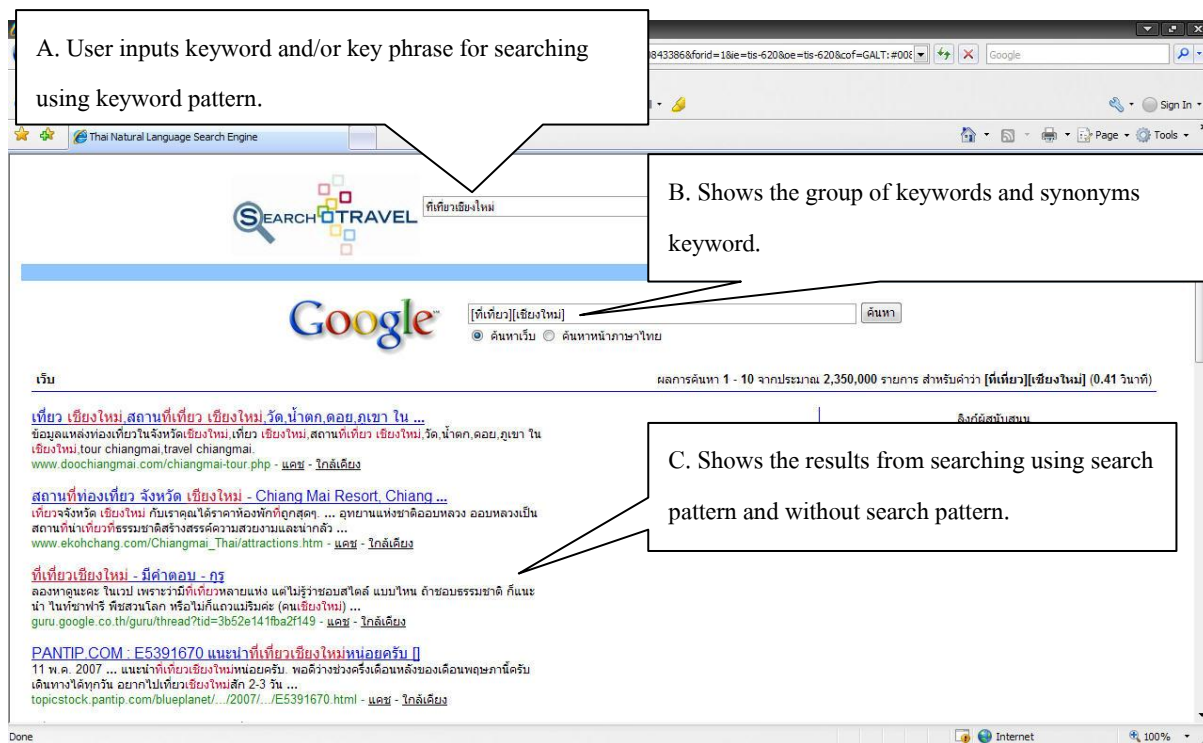 A. User inputs keyword and/or key phrase for searching
using keyword pattern.
843386&forid=1&ie=tis-620&oe=tis-620&cof=GALT:#008
Google
Sign In
Thai Natural Language Search Engine
Page
Tools
SEARCH TRAVEL
ที่เที่ยวเชียงใหม่
B. Shows the group of keywords and synonyms
keyword.
Google
[ที่เที่ยว][เชียงใหม่]
ค้นหา
ค้นหาเว็บ
ค้นหาหน้าภาษาไทย
เว็บ
ผลการค้นหา 1 - 10 จากประมาณ 2,350,000 รายการ สำหรับคำว่า [ที่เที่ยว][เชียงใหม่] (0.41 วินาที)
เที่ยว เชียงใหม่,สถานที่เที่ยว เชียงใหม่,วัด,น้ำตก,ดอย,ภูเขา ใน ...
ลิงก์ผู้สนับสนุน
ข้อมูลแหล่งท่องเที่ยวในจังหวัดเชียงใหม่,เที่ยว เชียงใหม่,สถานที่เที่ยว เชียงใหม่,วัด,น้ำตก,ดอย,ภูเขา ใน
เชียงใหม่,tour chiangmai,travel chiangmai.
www.doochiangmai.com/chiangmai-tour.php - แคช - ใกล้เคียง
C. Shows the results from searching using search
pattern and without search pattern.
สถานที่ท่องเที่ยว จังหวัด เชียงใหม่ - Chiang Mai Resort, Chiang ...
เที่ยวจังหวัด เชียงใหม่ กับเราคุณได้ราคาห้องพักที่ถูกสุดๆ. ... อุทยานแห่งชาติออบหลวง ออบหลวงเป็น
สถานที่น่าเที่ยวที่ธรรมชาติสร้างสรรค์ความสวยงามและน่ากลัว ...
www.ekohchang.com/Chiangmai_Thai/attractions.htm - แคช - ใกล้เคียง
ที่เที่ยวเชียงใหม่ - มีคำตอบ - กูรู
ลองหาดูนะคะ ในเวป เพราะว่ามีที่เที่ยวหลายแห่ง แต่ไม่รู้ว่าชอบสไตล์ แบบไหน ถ้าชอบธรรมชาติ ก็แนะ
นำ ไนท์ซาฟารี พืชสวนโลก หรือไม่ก็แถวแม่ริมค่ะ (คนเชียงใหม่) ...
guru.google.co.th/guru/thread?tid=3b52e141fba2f149 - แคช - ใกล้เคียง
PANTIP.COM : E5391670 แนะนำที่เที่ยวเชียงใหม่หน่อยครับ []
11 พ.ค. 2007 ... แนะนำที่เที่ยวเชียงใหม่หน่อยครับ. พอดีว่างช่วงครึ่งเดือนหลังของเดือนพฤษภานี้ครับ
เดินทางได้ทุกวัน อยากไปเที่ยวเชียงใหม่สัก 2-3 วัน ...
topicstock.pantip.com/blueplanet/.../2007/.../E5391670.html - แคช - ใกล้เคียง
Done
Internet
100%